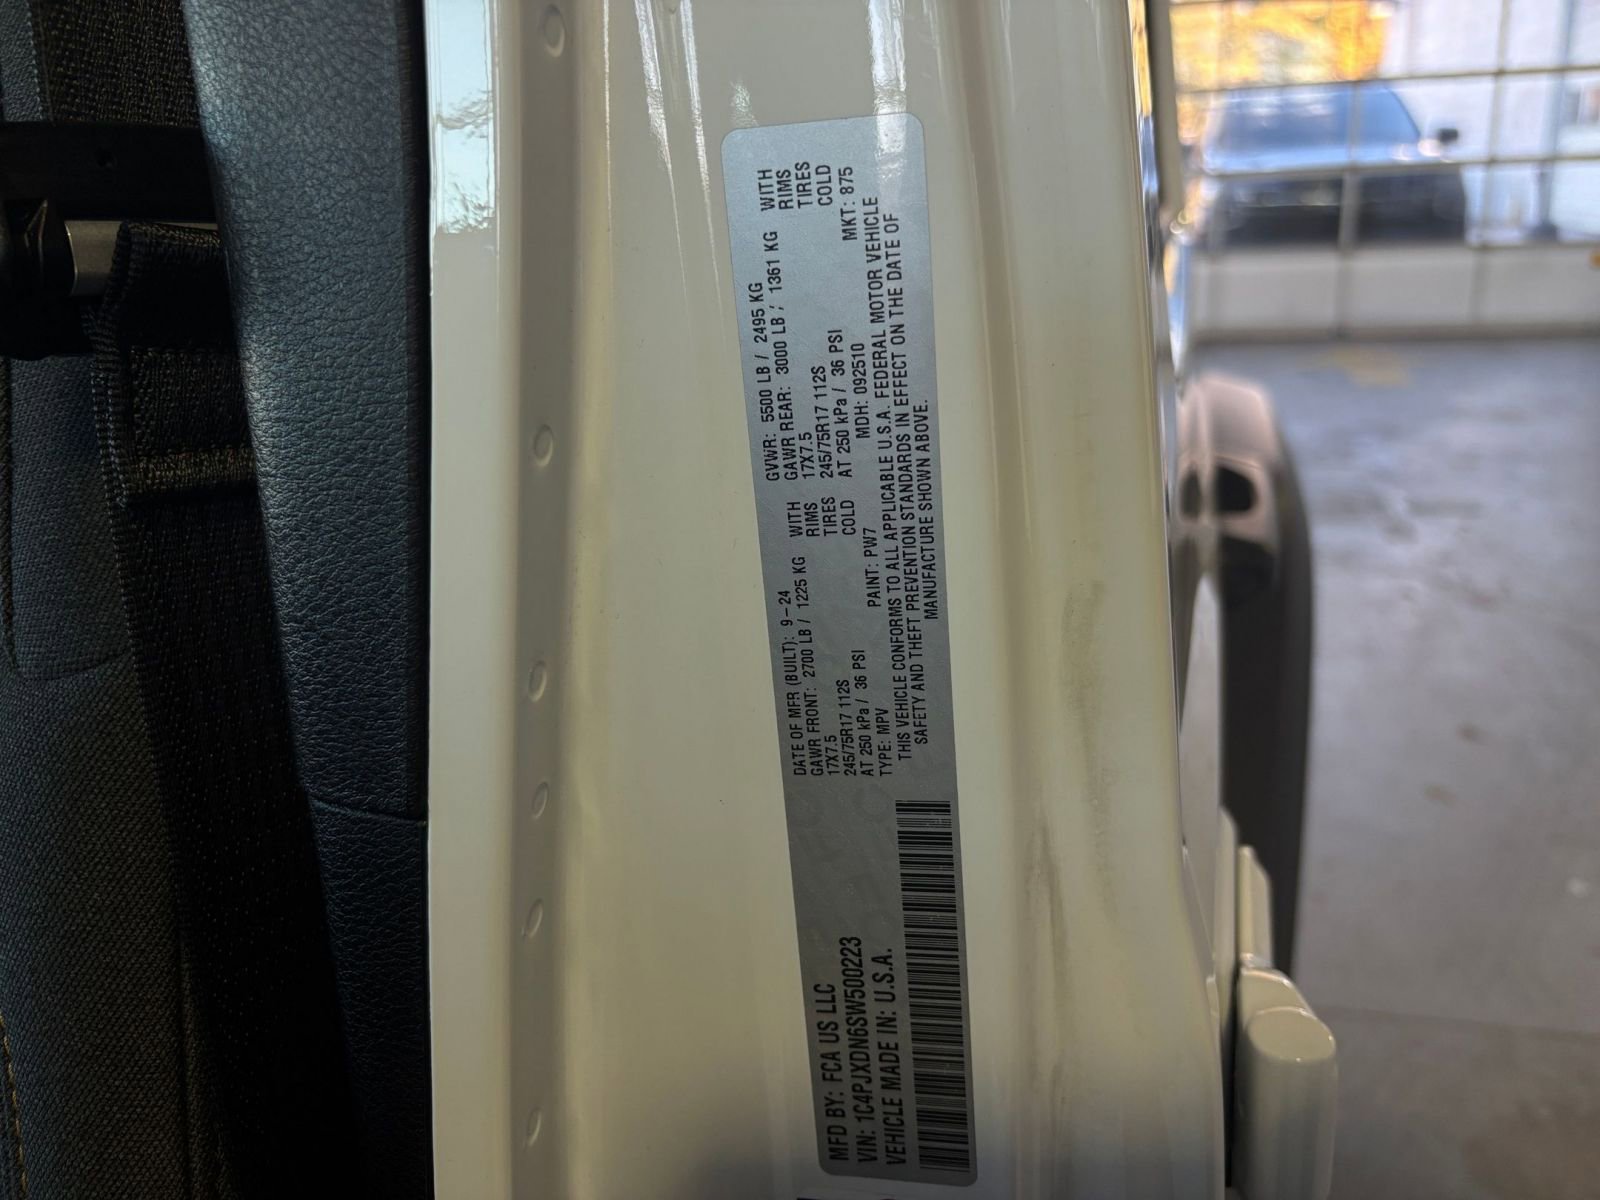 MFD BY: FCA US LLC
VIN: 1C4PJXDN6SW500223
VEHICLE MADE IN: U.S.A.
DATE OF MFR (BUILT): 9-24 GVWR: 5500 LB / 2495 KG
GAWR FRONT: 2700 LB / 1225 KG WITH GAWR REAR: 3000 LB / 1361 KG WITH
17X7.5 RIMS 17X7.5 RIMS
245/75R17 112S TIRES 245/75R17 112S TIRES
AT 250 kPa / 36 PSI COLD AT 250 kPa / 36 PSI COLD
TYPE: MPV PAINT: PW7 MDH: 092510 MKT: 875
THIS VEHICLE CONFORMS TO ALL APPLICABLE U.S.A. FEDERAL MOTOR VEHICLE
SAFETY AND THEFT PREVENTION STANDARDS IN EFFECT ON THE DATE OF
MANUFACTURE SHOWN ABOVE.